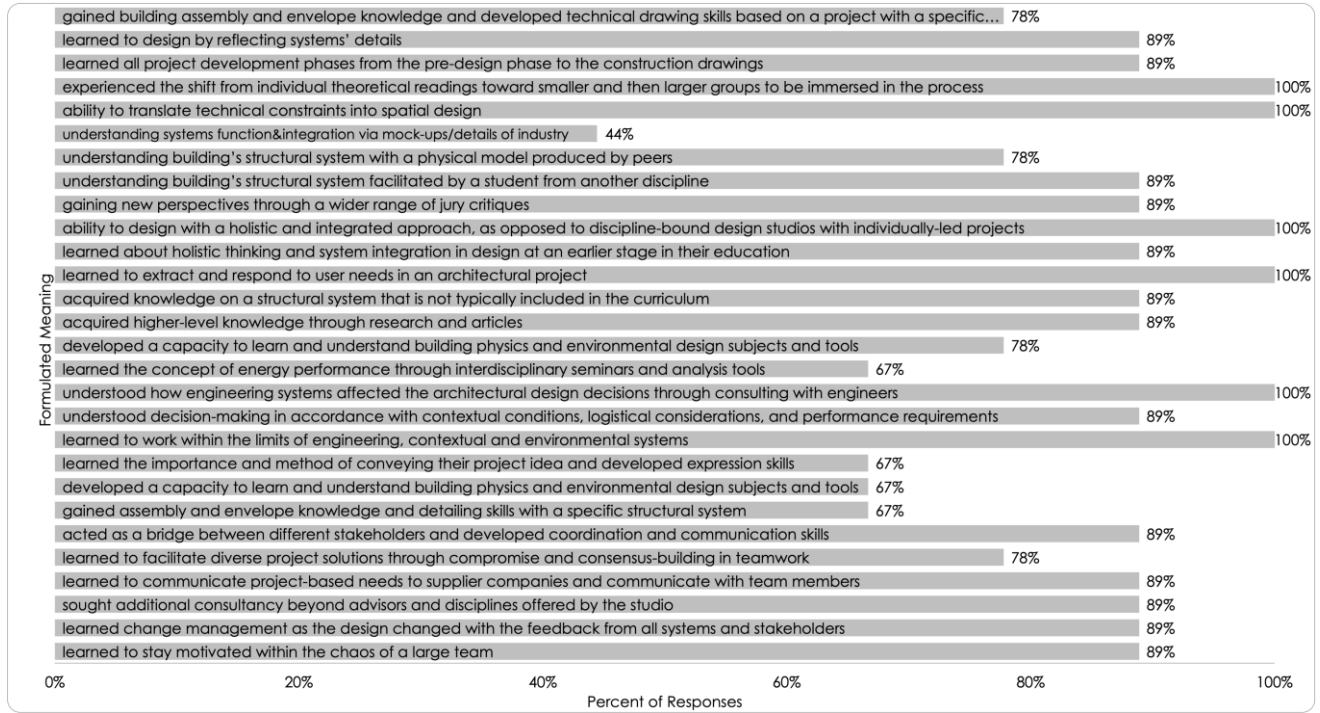 gained building assembly and envelope knowledge and developed technical drawing skills based on a project with a specific... 78%
learned to design by reflecting systems' details 89%
learned all project development phases from the pre-design phase to the construction drawings 89%
experienced the shift from individual theoretical readings toward smaller and then larger groups to be immersed in the process 100%
ability to translate technical constraints into spatial design 100%
understanding systems function&integration via mock-ups/details of industry 44%
understanding building's structural system with a physical model produced by peers 78%
understanding building's structural system facilitated by a student from another discipline 89%
gaining new perspectives through a wider range of jury critiques 89%
ability to design with a holistic and integrated approach, as opposed to discipline-bound design studios with individually-led projects 100%
learned about holistic thinking and system integration in design at an earlier stage in their education 89%
learned to extract and respond to user needs in an architectural project 100%
acquired knowledge on a structural system that is not typically included in the curriculum 89%
acquired higher-level knowledge through research and articles 89%
developed a capacity to learn and understand building physics and environmental design subjects and tools 78%
learned the concept of energy performance through interdisciplinary seminars and analysis tools 67%
understood how engineering systems affected the architectural design decisions through consulting with engineers 100%
understood decision-making in accordance with contextual conditions, logistical considerations, and performance requirements 89%
learned to work within the limits of engineering, contextual and environmental systems 100%
learned the importance and method of conveying their project idea and developed expression skills 67%
developed a capacity to learn and understand building physics and environmental design subjects and tools 67%
gained assembly and envelope knowledge and detailing skills with a specific structural system 67%
acted as a bridge between different stakeholders and developed coordination and communication skills 89%
learned to facilitate diverse project solutions through compromise and consensus-building in teamwork 78%
learned to communicate project-based needs to supplier companies and communicate with team members 89%
sought additional consultancy beyond advisors and disciplines offered by the studio 89%
learned change management as the design changed with the feedback from all systems and stakeholders 89%
learned to stay motivated within the chaos of a large team 89%
Formulated Meaning
0% 20% 40% 60% 80% 100%
Percent of Responses